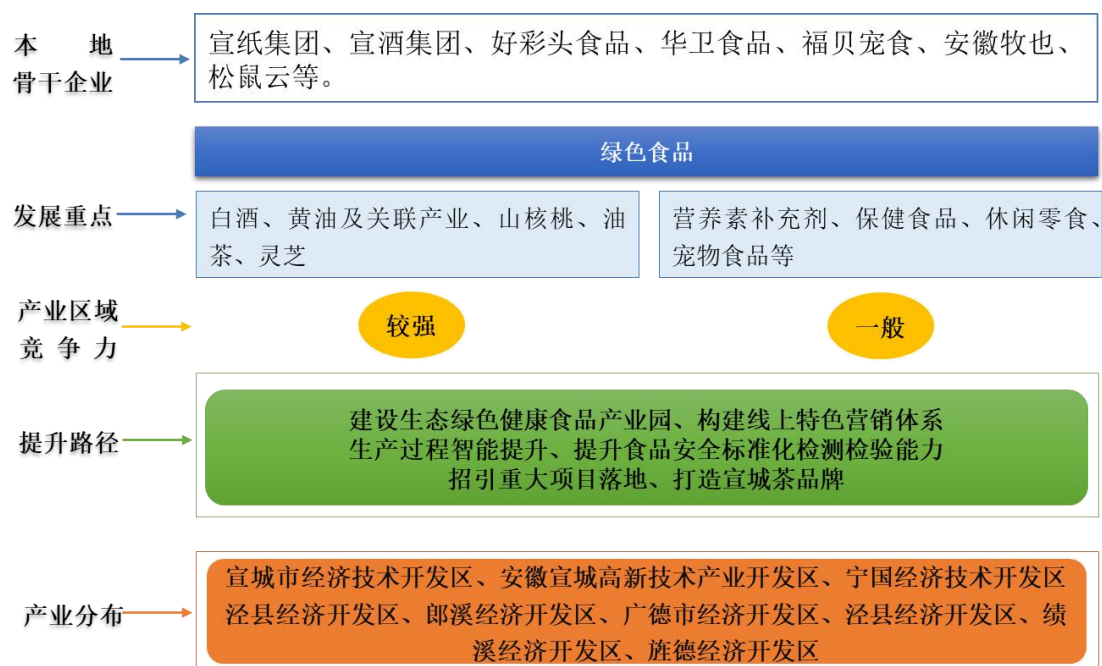 本 地
骨干企业
宣纸集团、宣酒集团、好彩头食品、华卫食品、福贝宠食、安徽牧也、
松鼠云等。
绿色食品
发展重点
白酒、黄油及关联产业、山核桃、油
茶、灵芝
营养素补充剂、保健食品、休闲零食、
宠物食品等
产业区域
竞 争 力
较强
一般
提升路径
建设生态绿色健康食品产业园、构建线上特色营销体系
生产过程智能提升、提升食品安全标准化检测检验能力
招引重大项目落地、打造宣城茶品牌
产业分布
宣城市经济技术开发区、安徽宣城高新技术产业开发区、宁国经济技术开发区
泾县经济开发区、郎溪经济开发区、广德市经济开发区、泾县经济开发区、绩
溪经济开发区、旌德经济开发区